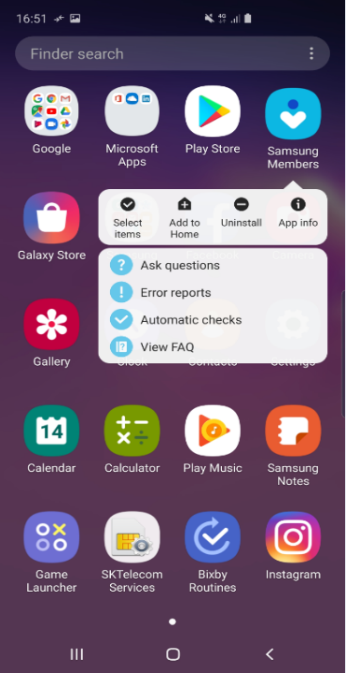 16:51
4G
Finder search
Google
Microsoft
Apps
Play Store
Samsung
Members
Select
items
Add to
Home
Uninstall
App info
Galaxy Store
Ask questions
Error reports
Automatic checks
View FAQ
Gallery
Clock
Contacts
Settings
14
Calendar
Calculator
Play Music
Samsung
Notes
Game
Launcher
SKTelecom
Services
Bixby
Routines
Instagram